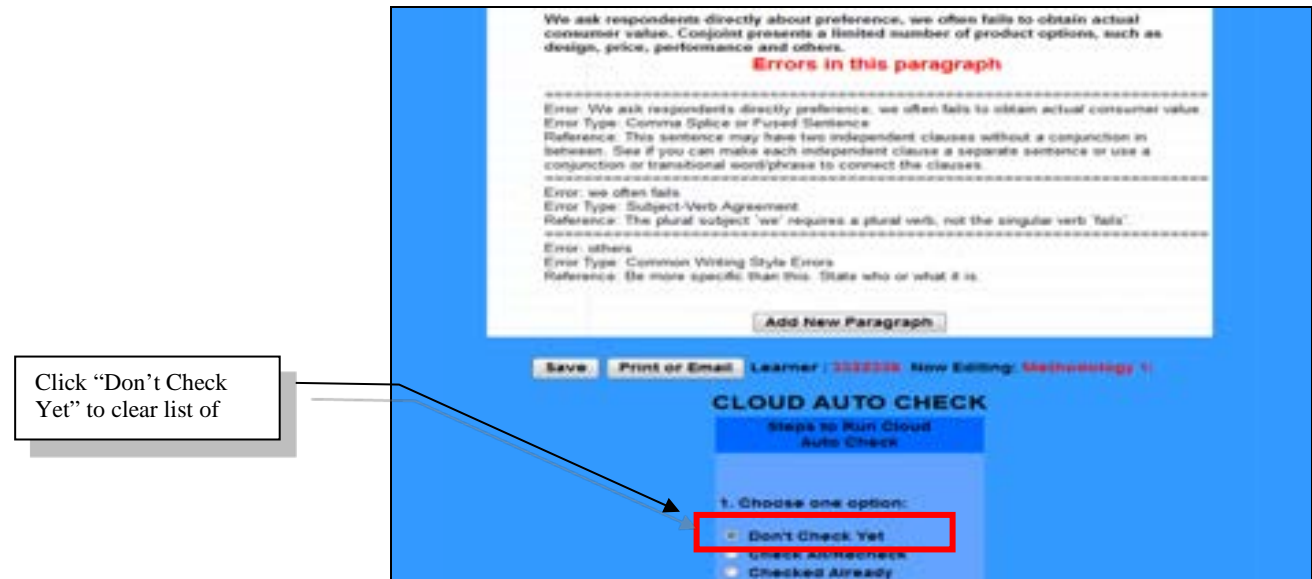 We ask respondents directly about preference, we often fails to obtain actual
consumer value. Conjoint presents a limited number of product options, such as
design, price, performance and others.
Errors in this paragraph
Error: We ask respondents directly preference, we often fails to obtain actual consumer value.
Error Type: Comma Splice or Fused Sentence
Reference: This sentence may have two independent clauses without a conjunction in
between. See if you can make each independent clause a separate sentence or use a
conjunction or transitional word/phrase to connect the clauses.
Error: we often fails
Error Type: Subject-Verb Agreement
Reference: The plural subject 'we' requires a plural verb, not the singular verb 'fails'.
Error: others
Error Type: Common Writing Style Errors
Reference: Be more specific than this. State who or what it is.
Add New Paragraph
Save Print or Email Learner : Now Editing: Methodology 1:
Click “Don’t Check
Yet” to clear list of
CLOUD AUTO CHECK
Steps to Run Cloud
Auto Check
1. Choose one option:
Don't Check Yet
Check All/Recheck
Checked Already